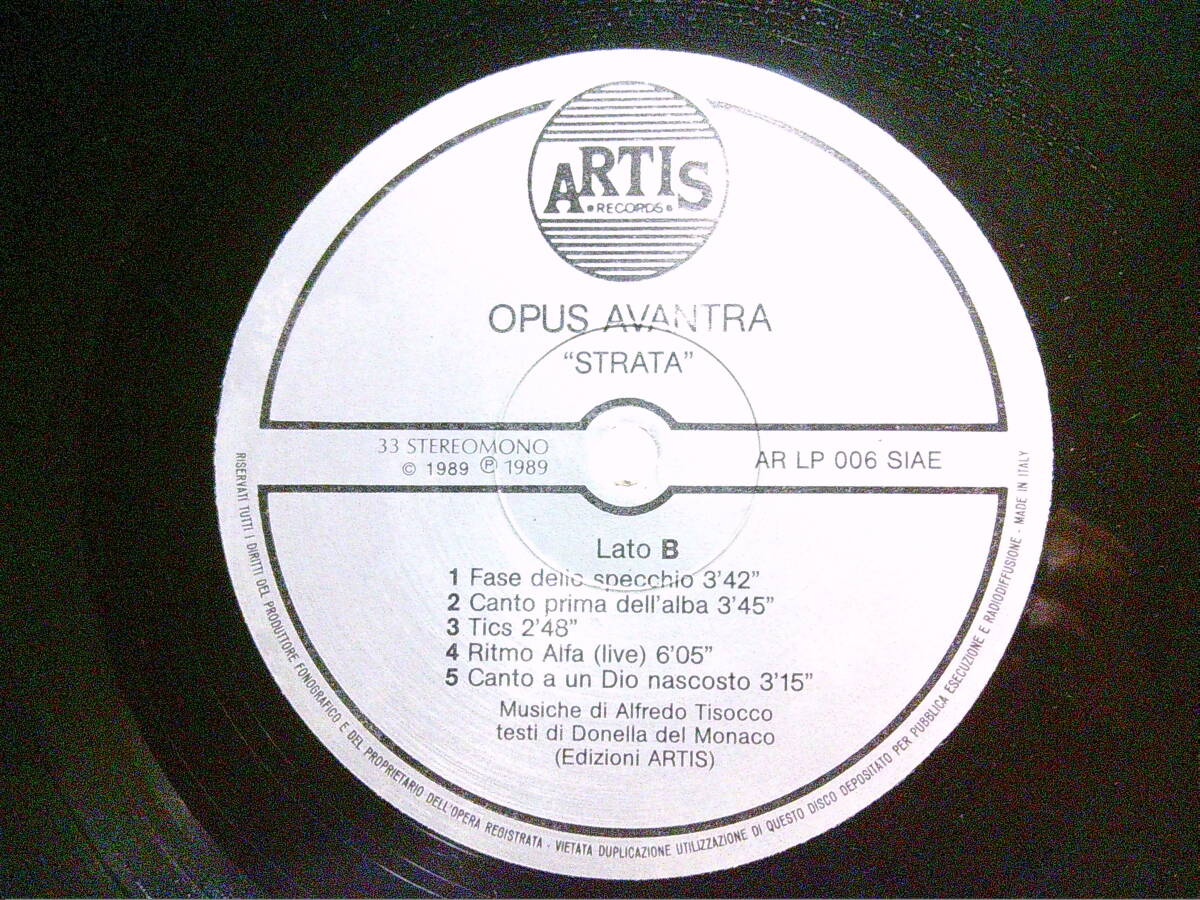 ARTIS
•RECORDS•
OPUS AVANTRA
“STRATA”
33 STEREOMONO
© 1989 ℗ 1989
AR LP 006 SIAE
Lato B
1 Fase dello specchio 3'42”
2 Canto prima dell'alba 3'45”
3 Tics 2'48”
4 Ritmo Alfa (live) 6'05”
5 Canto a un Dio nascosto 3'15”
Musiche di Alfredo Tisocco
testi di Donella del Monaco
(Edizioni ARTIS)
RISERVATI TUTTI I DIRITTI DEL PRODUTTORE FONOGRAFICO E DEL PROPRIETARIO DELL'OPERA REGISTRATA - VIETATA DUPLICAZIONE UTILIZZAZIONE DI QUESTO DISCO DEPOSITATO PER PUBBLICA ESECUZIONE E RADIODIFFUSIONE - MADE IN ITALY